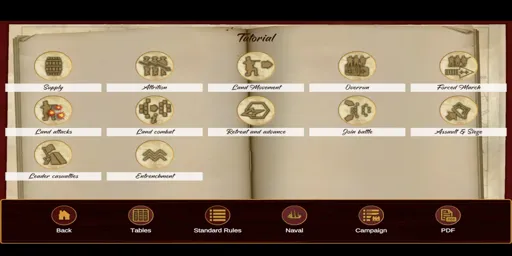 Tutorial
Supply
Attrition
Land Movement
Overrun
Forced March
Land attacks
Land combat
Retreat and advance
Join battle
Assault & Siege
Leader casualties
Entrenchment
Back
Tables
Standard Rules
Naval
Campaign
PDF